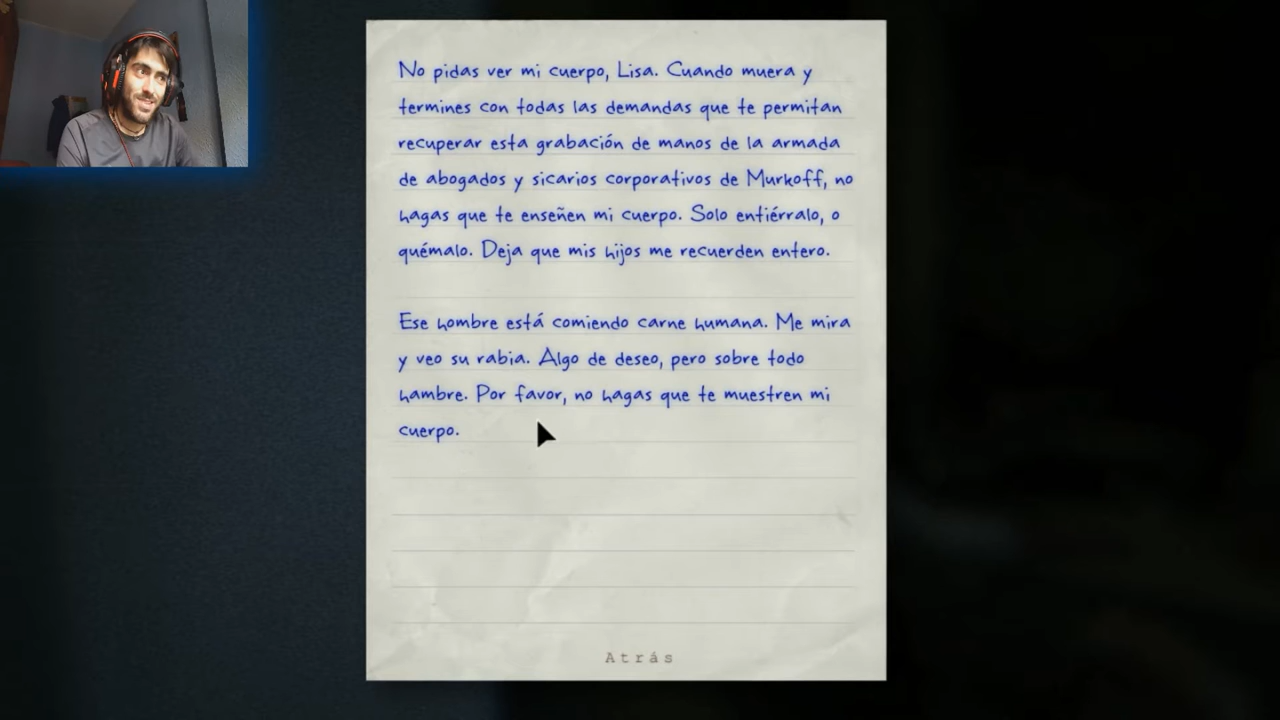 No pidas ver mi cuerpo, Lisa. Cuando muera y
termines con todas las demandas que te permitan
recuperar esta grabación de manos de la armada
de abogados y sicarios corporativos de Murkoff, no
hagas que te enseñen mi cuerpo. Solo entiérralo, o
quémalo. Deja que mis hijos me recuerden entero.
Ese hombre está comiendo carne humana. Me mira
y veo su rabia. Algo de deseo, pero sobre todo
hambre. Por favor, no hagas que te muestren mi
cuerpo.
Atrás